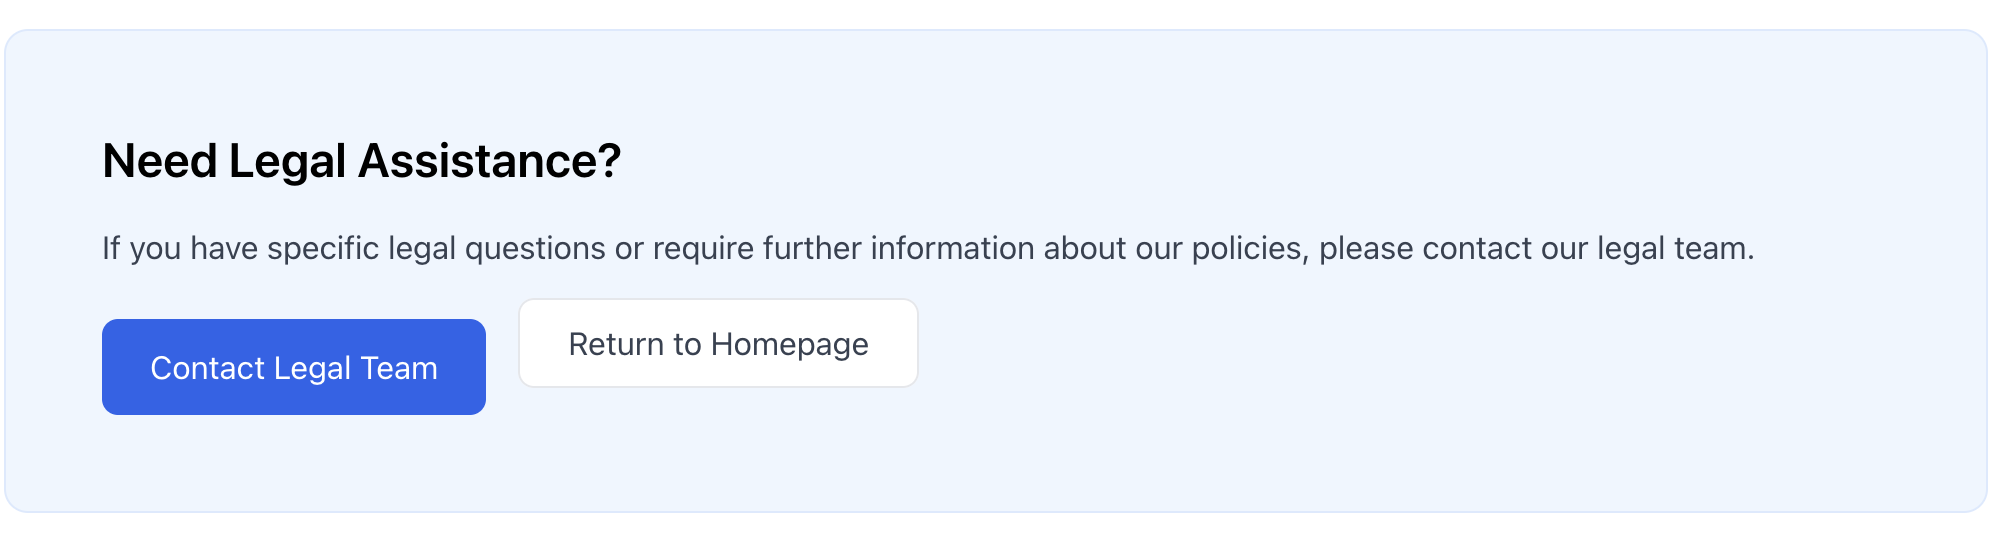 Need Legal Assistance?
If you have specific legal questions or require further information about our policies, please contact our legal team.
Contact Legal Team
Return to Homepage